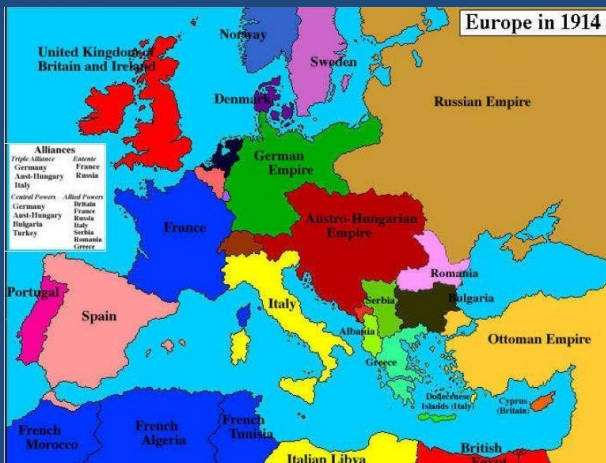 Europe in 1914
Norway
Sweden
United Kingdom of
Britain and Ireland
Denmark
Russian Empire
Alliances
Triple Alliance Entente
Germany France
Aust-Hungary Russia
Italy
Central Powers Allied Powers
Germany Britain
Aust-Hungary France
Bulgaria Russia
Turkey Italy
Serbia
Romania
Greece
German
Empire
France
Austro-Hungarian
Empire
Romania
Portugal
Spain
Italy
Serbia
Bulgaria
Albania
Ottoman Empire
Greece
Dodecenese
Islands (Italy)
Cyprus
(Britain)
French
Morocco
French
Algeria
French
Tunisia
Italian Libya
British
Egypt